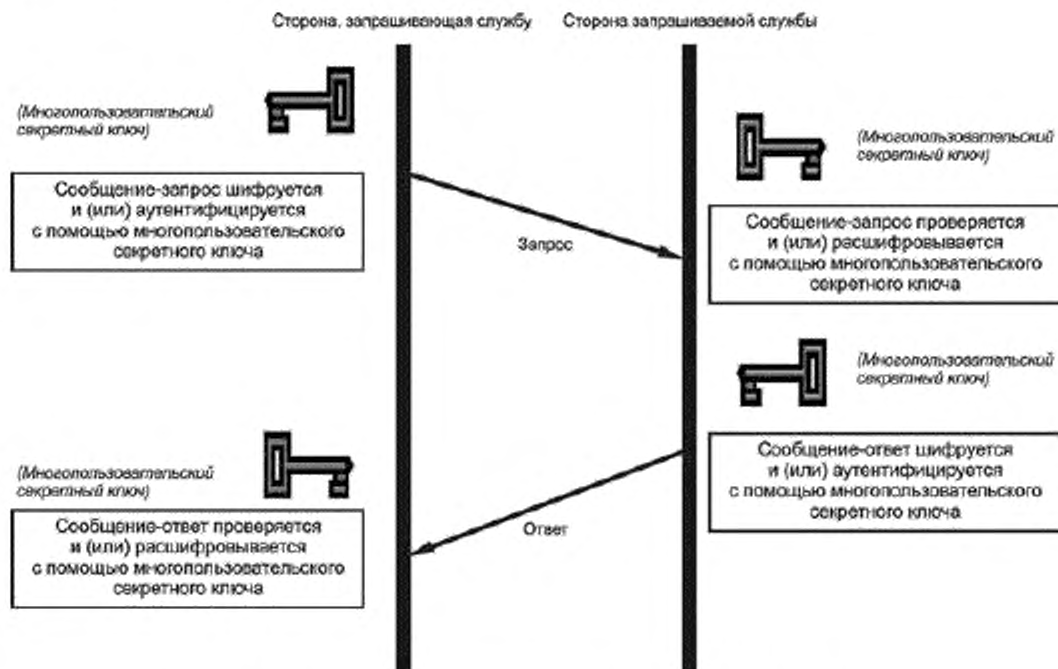 Сторона, запрашивающая службу
Сторона запрашиваемой службы
(Многопользовательский
секретный ключ)
Сообщение-запрос шифруется
и (или) аутентифицируется
с помощью многопользовательского
секретного ключа
Запрос
(Многопользовательский
секретный ключ)
Сообщение-запрос проверяется
и (или) расшифровывается
с помощью многопользовательского
секретного ключа
(Многопользовательский
секретный ключ)
Сообщение-ответ шифруется
и (или) аутентифицируется
с помощью многопользовательского
секретного ключа
Ответ
(Многопользовательский
секретный ключ)
Сообщение-ответ проверяется
и (или) расшифровывается
с помощью многопользовательского
секретного ключа